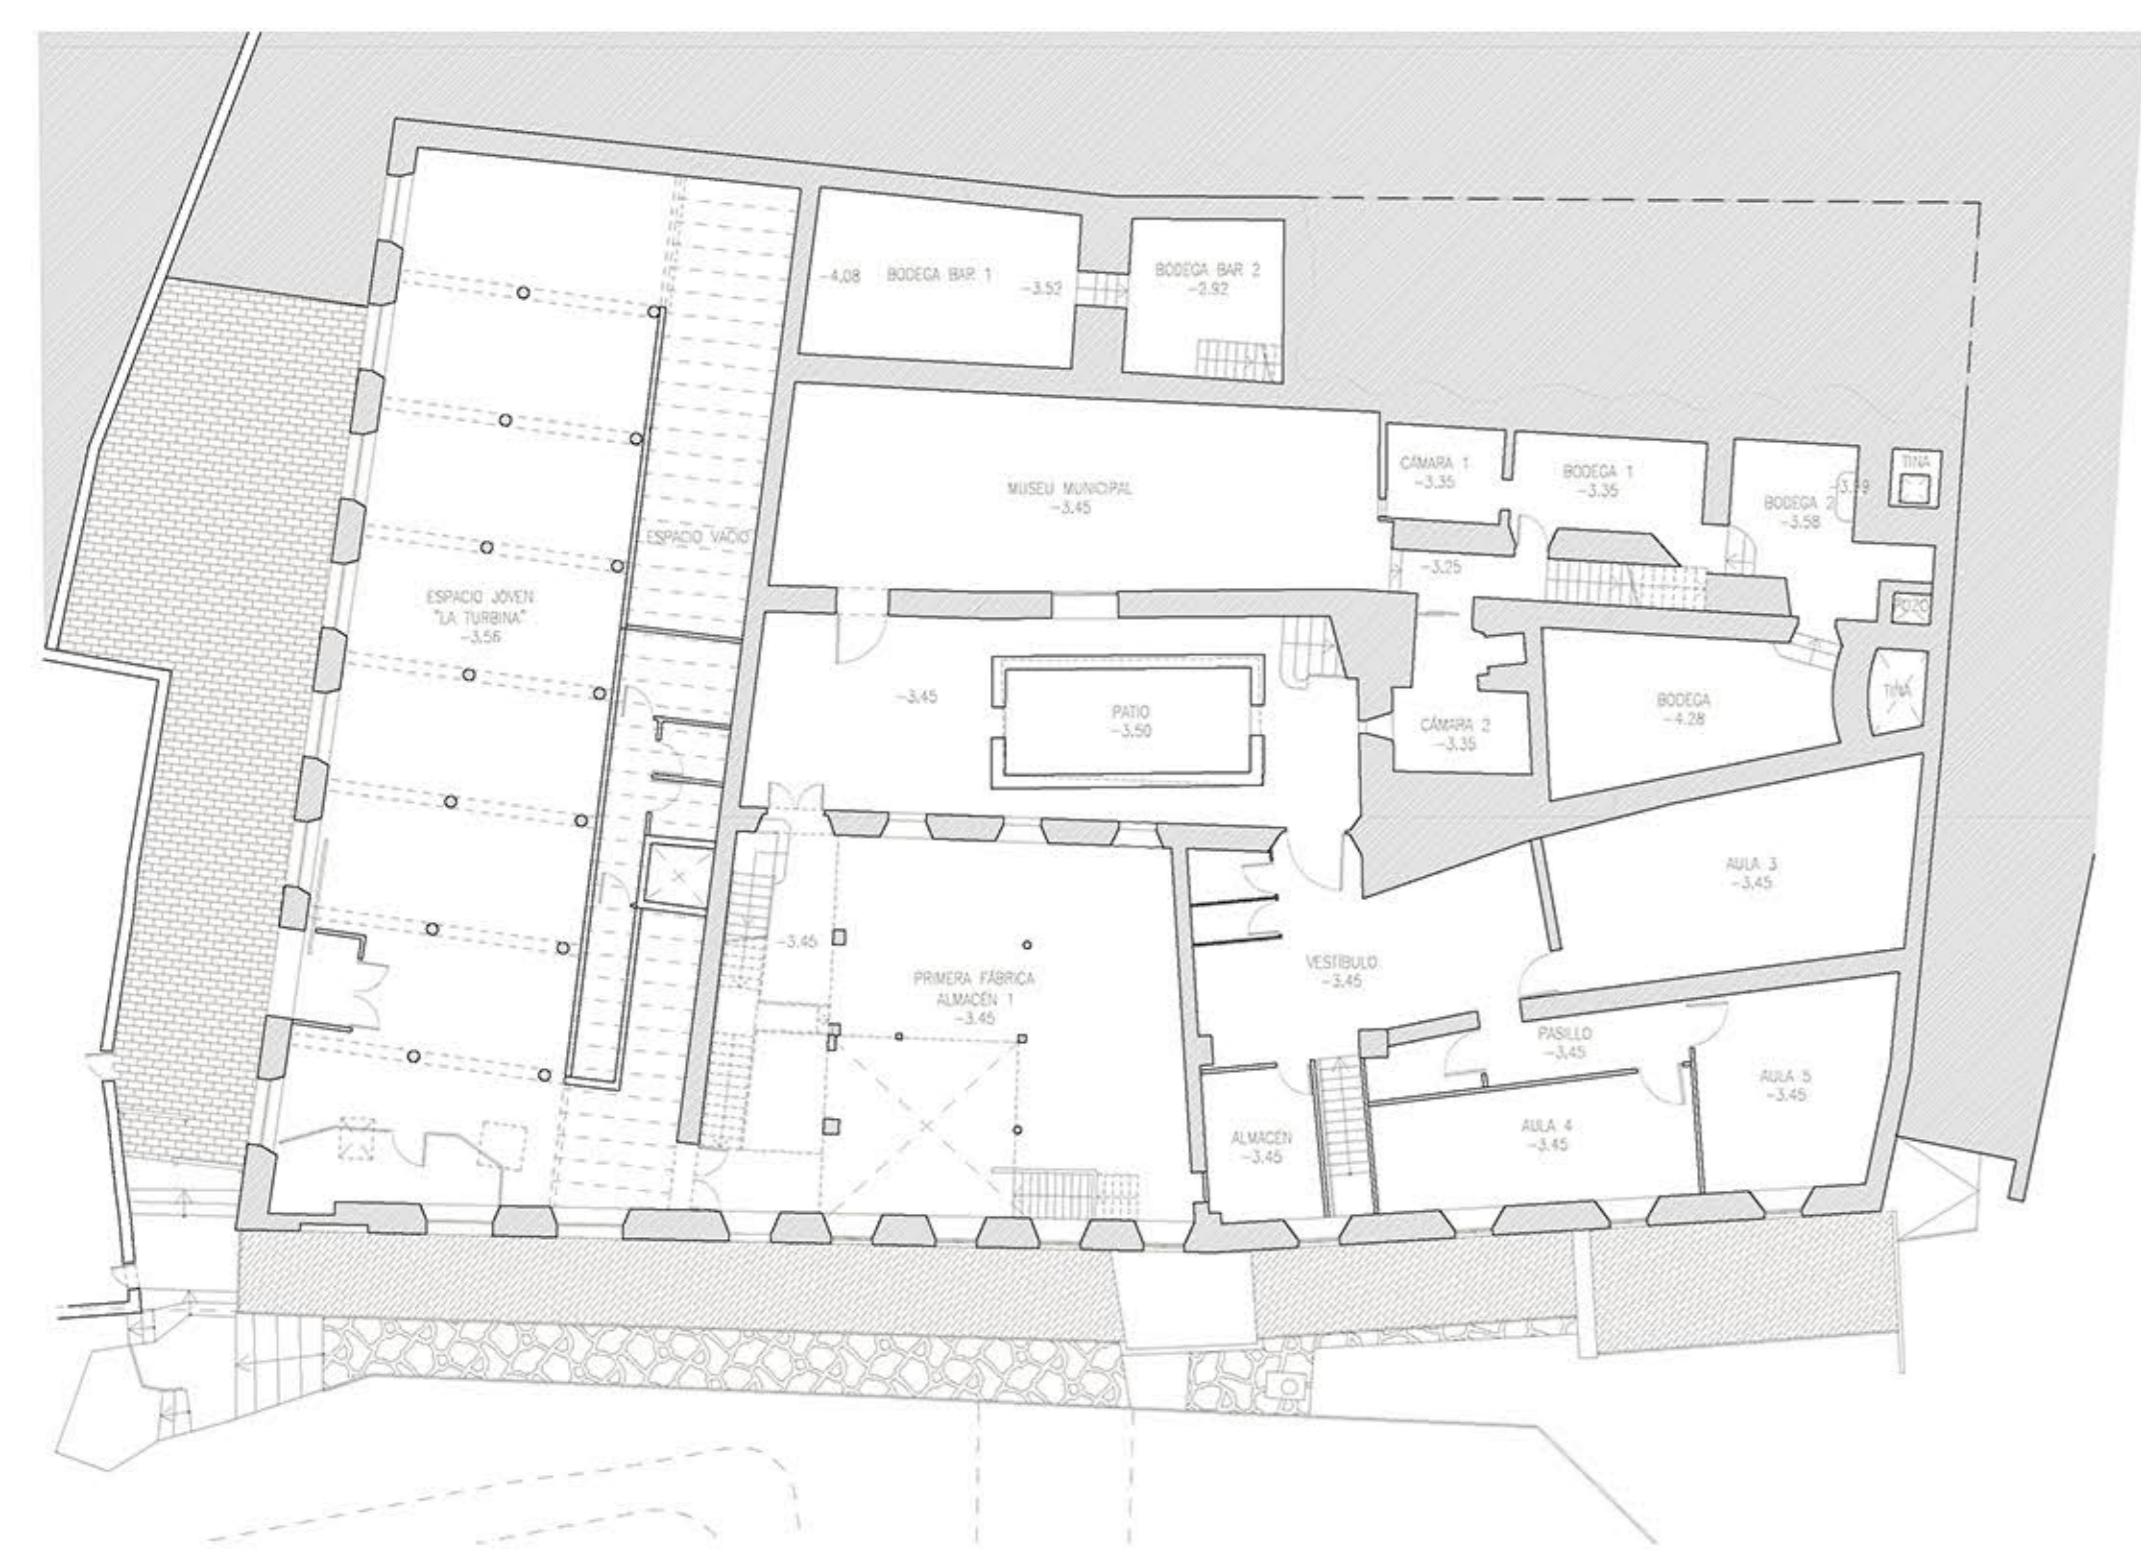 -4.08
BODEGA BAR 1
-3.52
BODEGA BAR 2
-2.92
MUSEU MUNICIPAL
-3.45
CÁMARA 1
-3.35
BODEGA 1
-3.35
BODEGA 2
-3.58
TINA
ESPACIO VACIO
-3.25
ESPACIO JOVEN
"LA TURBINA"
-3.56
POZO
-3.45
PATIO
-3.50
CÁMARA 2
-3.35
BODEGA
-4.28
TINA
AULA 3
-3.45
-3.45
PRIMERA FÁBRICA
ALMACÉN 1
-3.45
VESTÍBULO
-3.45
PASILLO
-3.45
AULA 5
-3.45
ALMACÉN
-3.45
AULA 4
-3.45